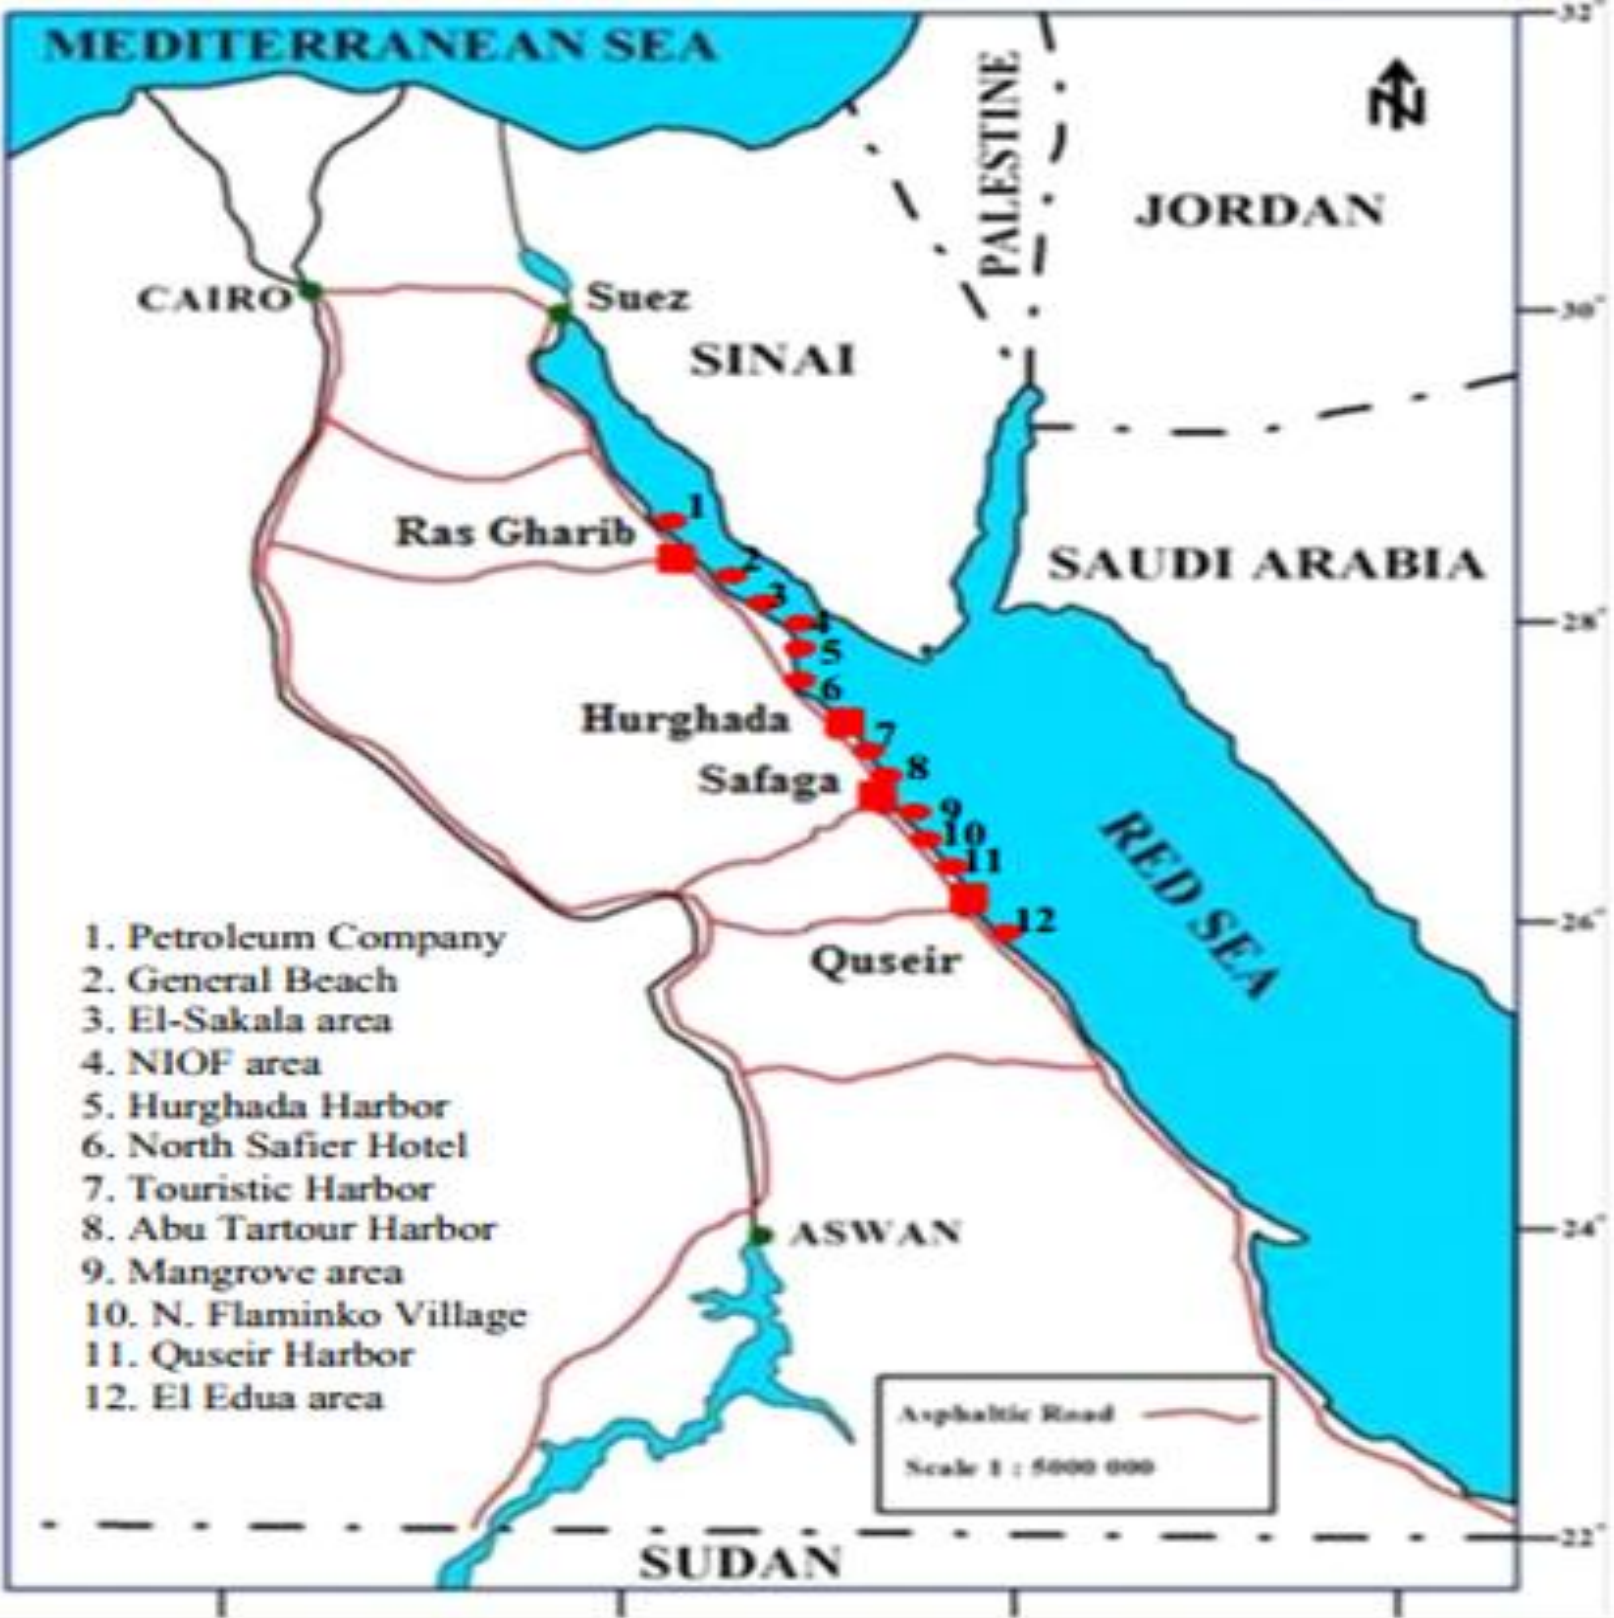 MEDITERRANEAN SEA
32°
PALESTINE
N
JORDAN
CAIRO
Suez
30°
SINAI
1
Ras Gharib
2
SAUDI ARABIA
3
4
28°
5
6
Hurghada
7
Safaga
8
9
10
11
RED SEA
12
26°
Quseir
1. Petroleum Company
2. General Beach
3. El-Sakala area
4. NIOF area
5. Hurghada Harbor
6. North Safier Hotel
7. Touristic Harbor
8. Abu Tartour Harbor
9. Mangrove area
10. N. Flaminko Village
11. Quseir Harbor
12. El Edua area
24°
ASWAN
Asphaltic Road
Scale 1 : 5000 000
22°
SUDAN